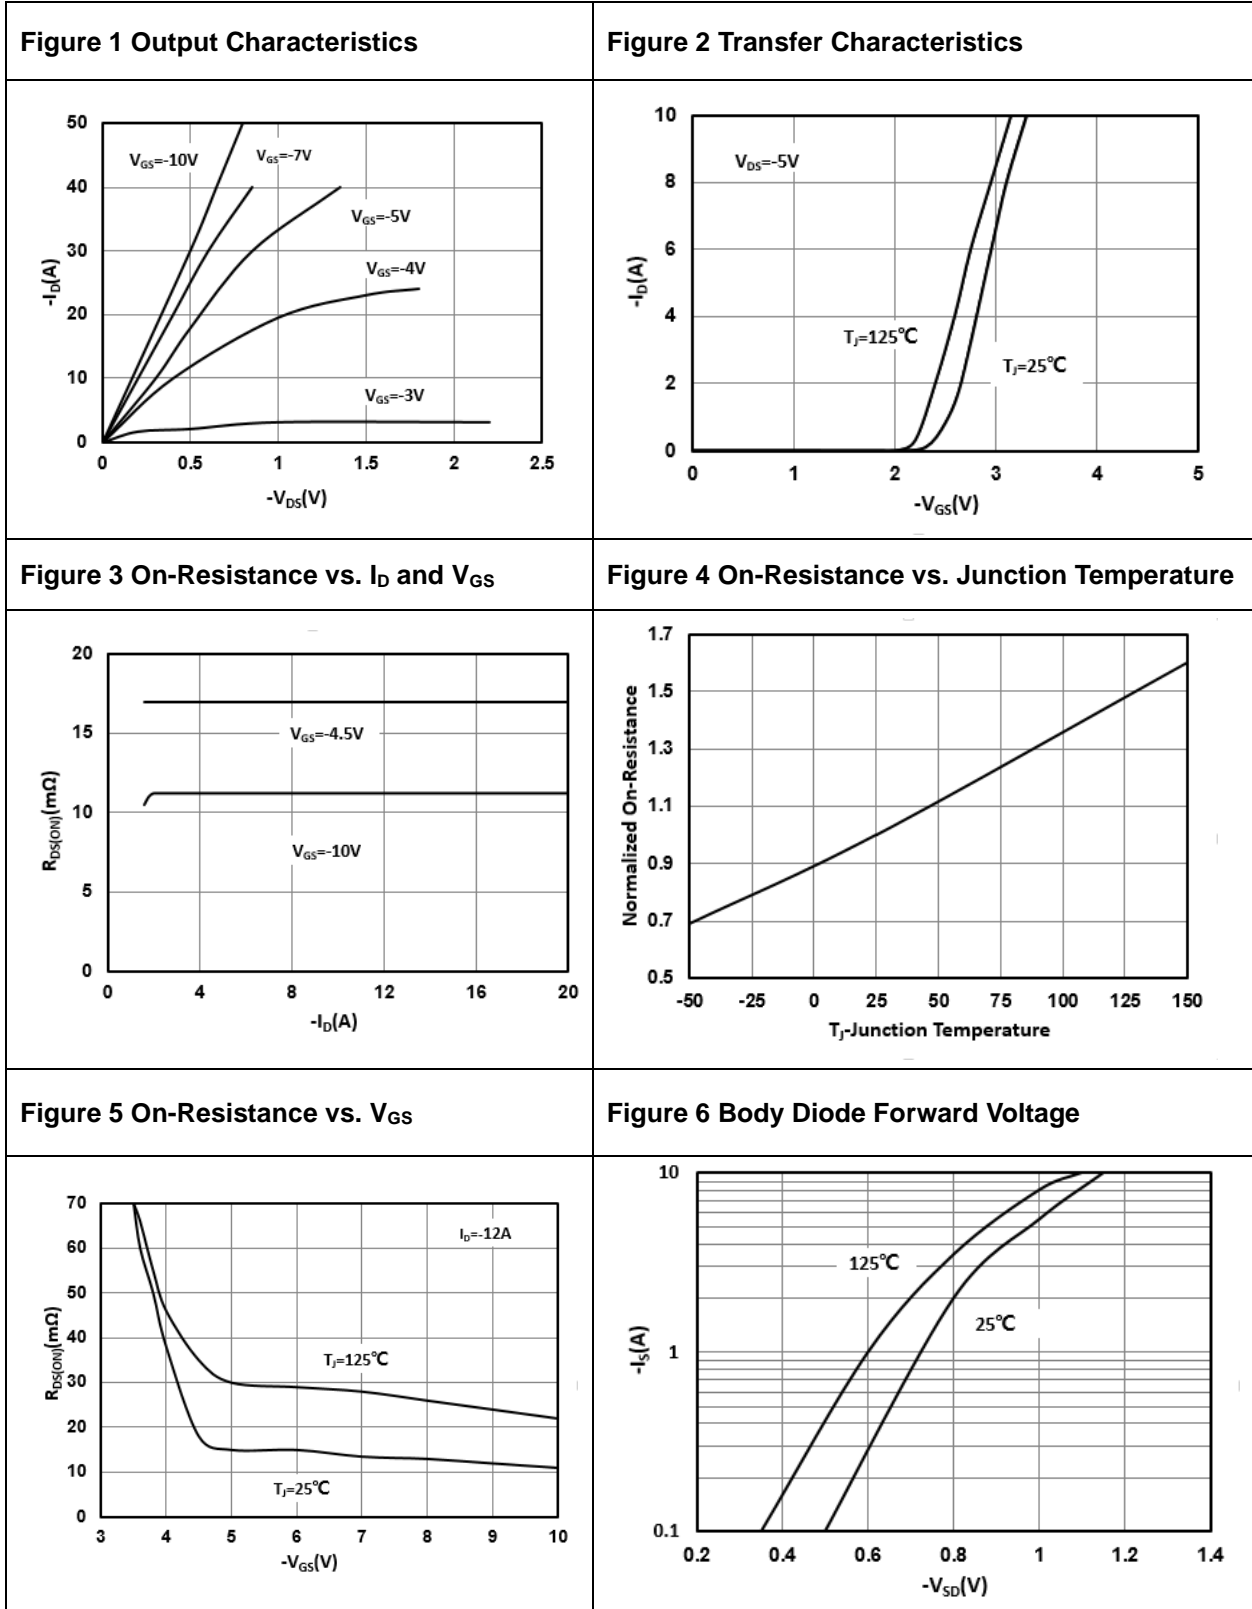 Figure 1 Output Characteristics
Figure 2 Transfer Characteristics
50
40
30
20
10
0
-ID(A)
VGS=-10V
VGS=-7V
VGS=-5V
VGS=-4V
VGS=-3V
0 0.5 1 1.5 2 2.5
-VDS(V)
10
8
6
4
2
0
-ID(A)
VDS=-5V
TJ=125℃
TJ=25℃
0 1 2 3 4 5
-VGS(V)
Figure 3 On-Resistance vs. ID and VGS
Figure 4 On-Resistance vs. Junction Temperature
20
15
10
5
0
RDS(ON)(mΩ)
VGS=-4.5V
VGS=-10V
0 4 8 12 16 20
-ID(A)
1.7
1.5
1.3
1.1
0.9
0.7
0.5
Normalized On-Resistance
-50 -25 0 25 50 75 100 125 150
TJ-Junction Temperature
Figure 5 On-Resistance vs. VGS
Figure 6 Body Diode Forward Voltage
70
60
50
40
30
20
10
0
RDS(ON)(mΩ)
ID=-12A
TJ=125℃
TJ=25℃
3 4 5 6 7 8 9 10
-VGS(V)
10
1
0.1
-IS(A)
125℃
25℃
0.2 0.4 0.6 0.8 1 1.2 1.4
-VSD(V)